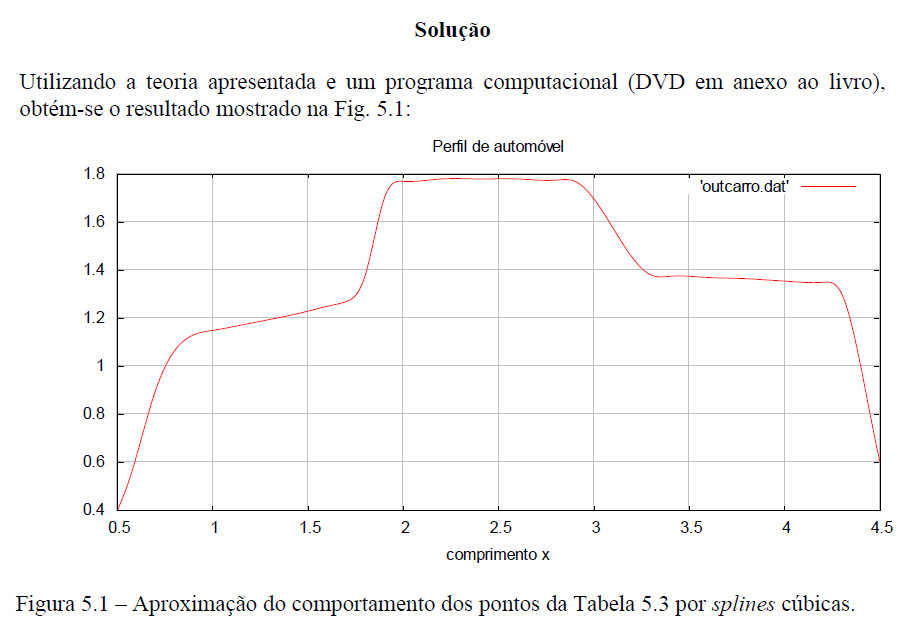 Solução
Utilizando a teoria apresentada e um programa computacional (DVD em anexo ao livro),
obtém-se o resultado mostrado na Fig. 5.1:
Perfil de automóvel
1.8
'outcarro.dat'
1.6
1.4
1.2
1
0.8
0.6
0.4
0.5 1 1.5 2 2.5 3 3.5 4 4.5
comprimento x
Figura 5.1 – Aproximação do comportamento dos pontos da Tabela 5.3 por splines cúbicas.